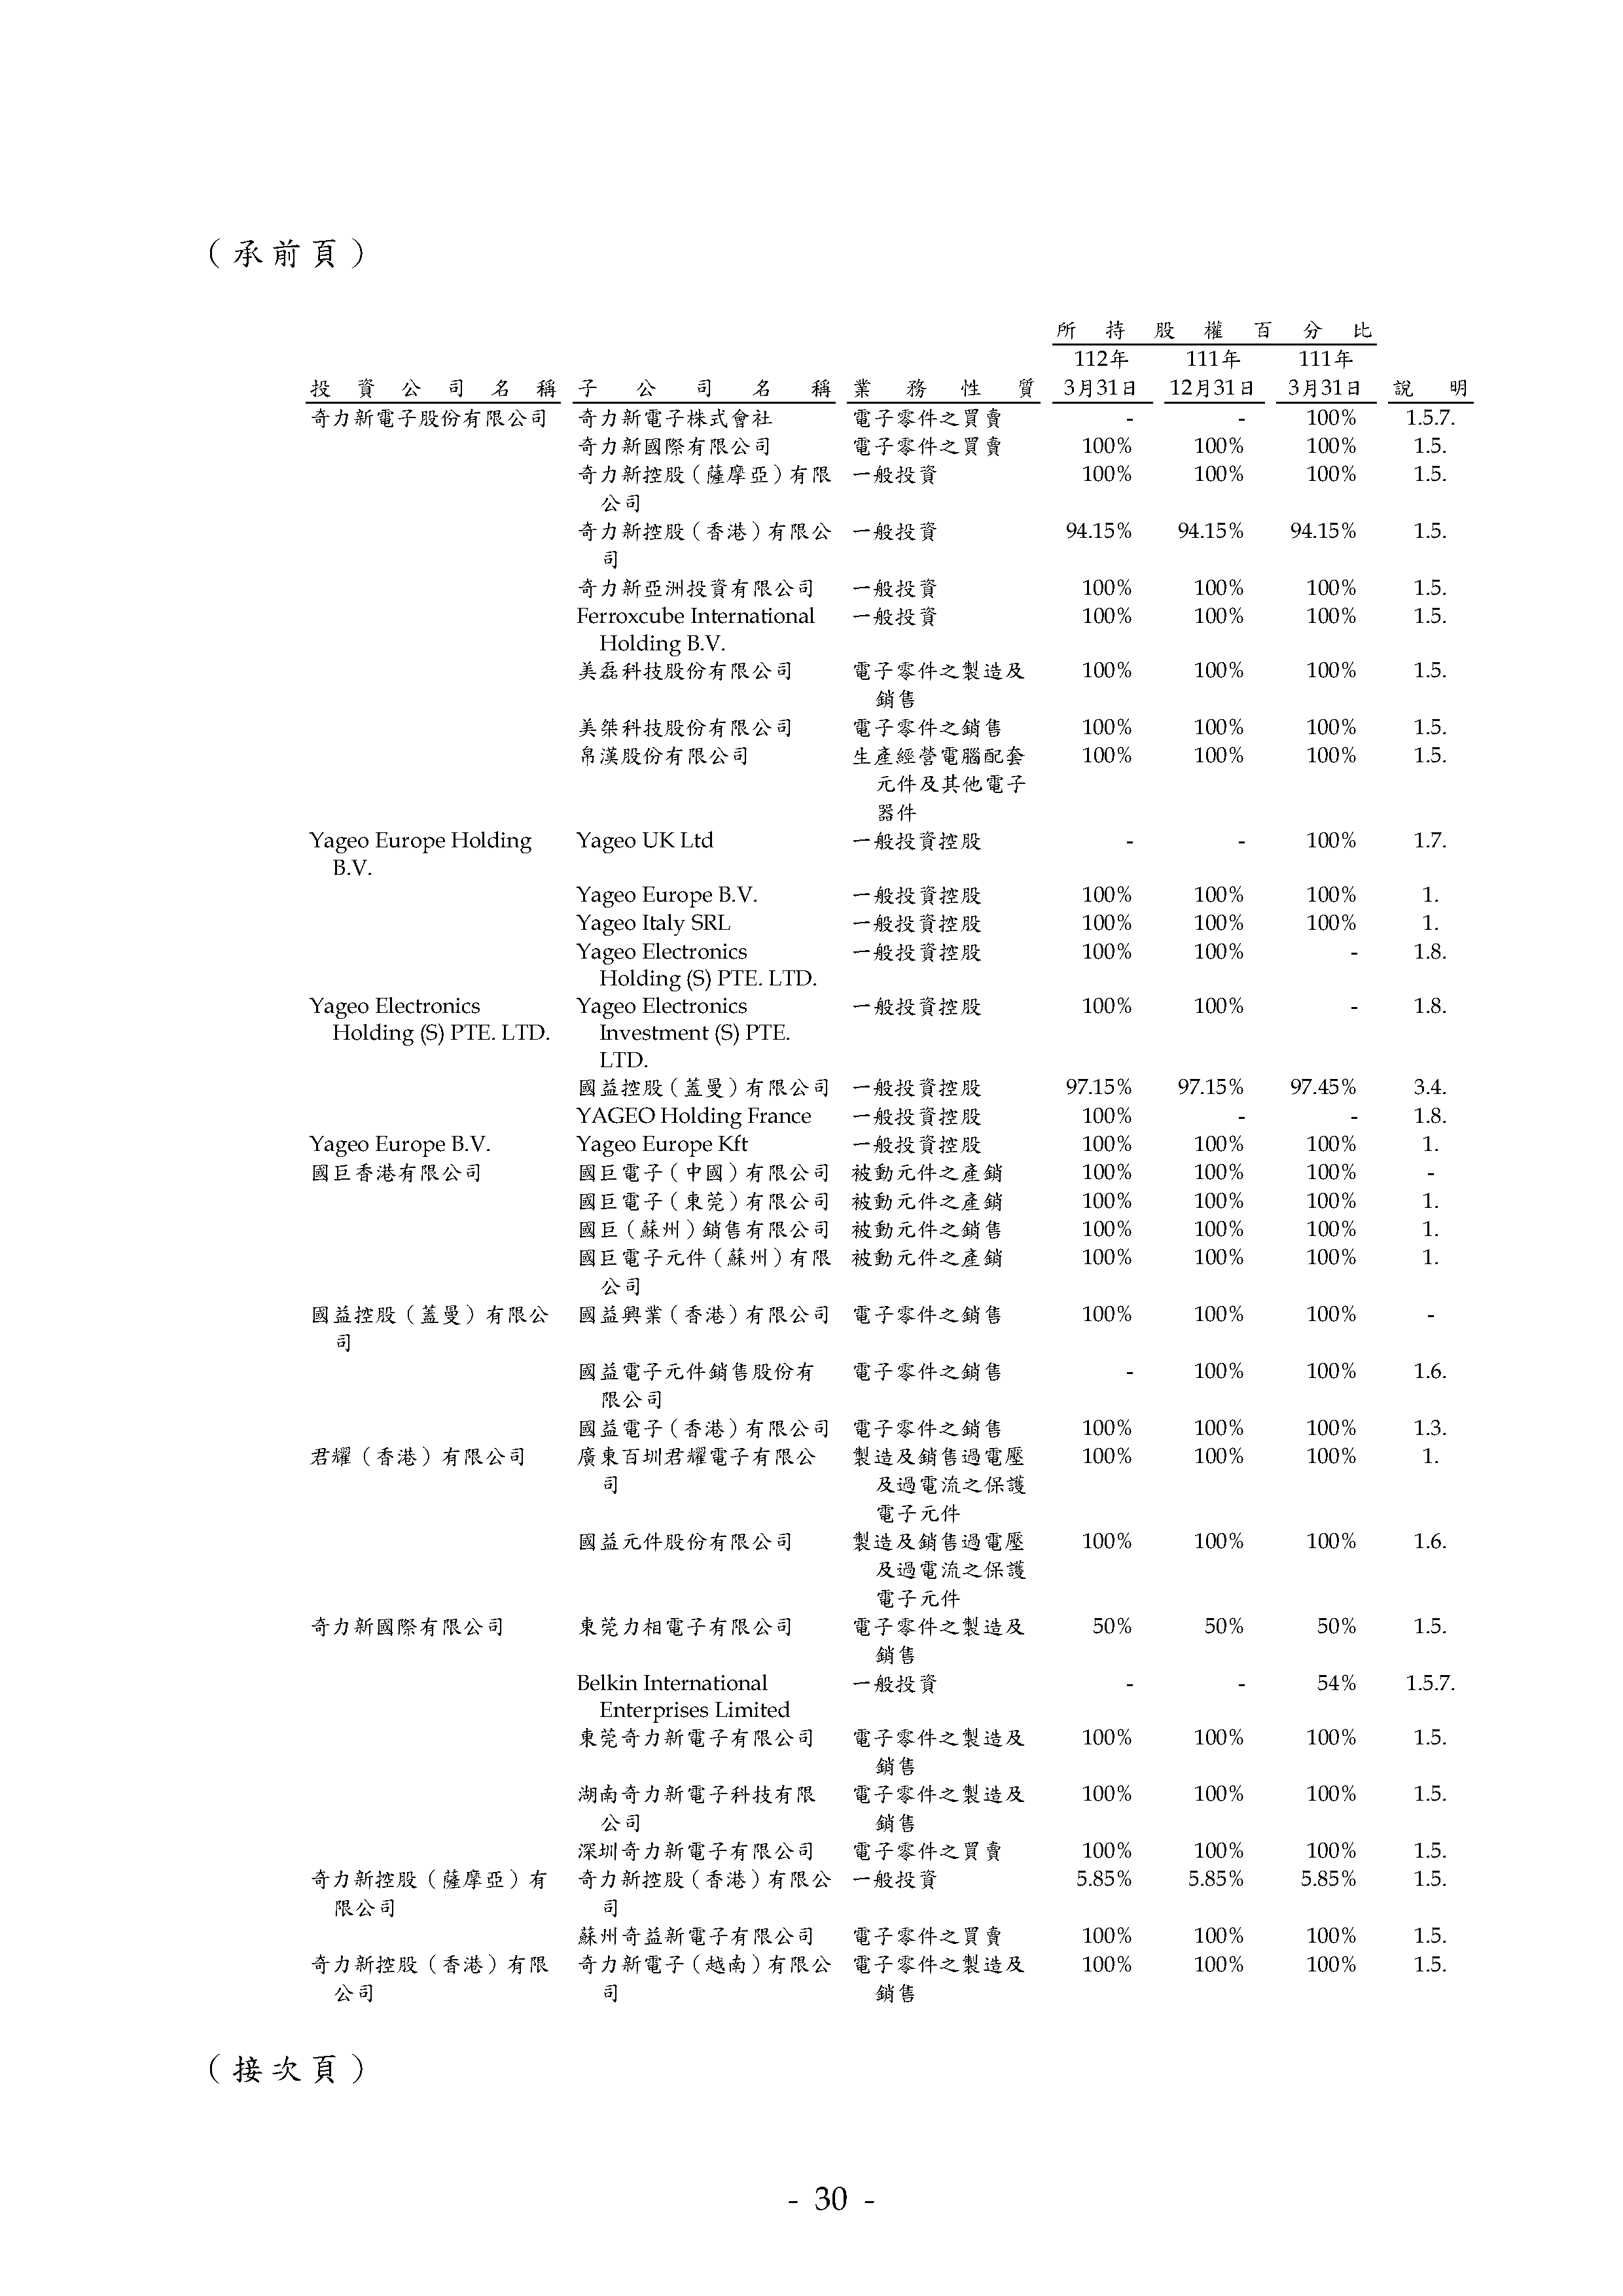 （承前頁）
所持股權百分比
112年 111年 111年
投資公司名稱 子公司名稱 業務性質 3月31日 12月31日 3月31日 說明
奇力新電子股份有限公司 奇力新電子株式會社 電子零件之買賣 - - 100% 1.5.7.
奇力新國際有限公司 電子零件之買賣 100% 100% 100% 1.5.
奇力新控股（薩摩亞）有限 一般投資 100% 100% 100% 1.5.
公司
奇力新控股（香港）有限公 一般投資 94.15% 94.15% 94.15% 1.5.
司
奇力新亞洲投資有限公司 一般投資 100% 100% 100% 1.5.
Ferroxcube International 一般投資 100% 100% 100% 1.5.
Holding B.V.
美磊科技股份有限公司 電子零件之製造及 100% 100% 100% 1.5.
銷售
美桀科技股份有限公司 電子零件之銷售 100% 100% 100% 1.5.
帛漢股份有限公司 生產經營電腦配套 100% 100% 100% 1.5.
元件及其他電子
器件
Yageo Europe Holding Yageo UK Ltd 一般投資控股 - - 100% 1.7.
B.V.
Yageo Europe B.V. 一般投資控股 100% 100% 100% 1.
Yageo Italy SRL 一般投資控股 100% 100% 100% 1.
Yageo Electronics 一般投資控股 100% 100% - 1.8.
Holding (S) PTE. LTD.
Yageo Electronics Yageo Electronics 一般投資控股 100% 100% - 1.8.
Holding (S) PTE. LTD. Investment (S) PTE.
LTD.
國益控股（蓋曼）有限公司 一般投資控股 97.15% 97.15% 97.45% 3.4.
YAGEO Holding France 一般投資控股 100% - - 1.8.
Yageo Europe B.V. Yageo Europe Kft 一般投資控股 100% 100% 100% 1.
國巨香港有限公司 國巨電子（中國）有限公司 被動元件之產銷 100% 100% 100% -
國巨電子（東莞）有限公司 被動元件之產銷 100% 100% 100% 1.
國巨（蘇州）銷售有限公司 被動元件之銷售 100% 100% 100% 1.
國巨電子元件（蘇州）有限 被動元件之產銷 100% 100% 100% 1.
公司
國益控股（蓋曼）有限公 國益興業（香港）有限公司 電子零件之銷售 100% 100% 100% -
司
國益電子元件銷售股份有 電子零件之銷售 - 100% 100% 1.6.
限公司
國益電子（香港）有限公司 電子零件之銷售 100% 100% 100% 1.3.
君耀（香港）有限公司 廣東百圳君耀電子有限公 製造及銷售過電壓 100% 100% 100% 1.
司 及過電流之保護
電子元件
國益元件股份有限公司 製造及銷售過電壓 100% 100% 100% 1.6.
及過電流之保護
電子元件
奇力新國際有限公司 東莞力相電子有限公司 電子零件之製造及 50% 50% 50% 1.5.
銷售
Belkin International 一般投資 - - 54% 1.5.7.
Enterprises Limited
東莞奇力新電子有限公司 電子零件之製造及 100% 100% 100% 1.5.
銷售
湖南奇力新電子科技有限 電子零件之製造及 100% 100% 100% 1.5.
公司 銷售
深圳奇力新電子有限公司 電子零件之買賣 100% 100% 100% 1.5.
奇力新控股（薩摩亞）有 奇力新控股（香港）有限公 一般投資 5.85% 5.85% 5.85% 1.5.
限公司 司
蘇州奇益新電子有限公司 電子零件之買賣 100% 100% 100% 1.5.
奇力新控股（香港）有限 奇力新電子（越南）有限公 電子零件之製造及 100% 100% 100% 1.5.
公司 司 銷售
（接次頁）
- 30 -